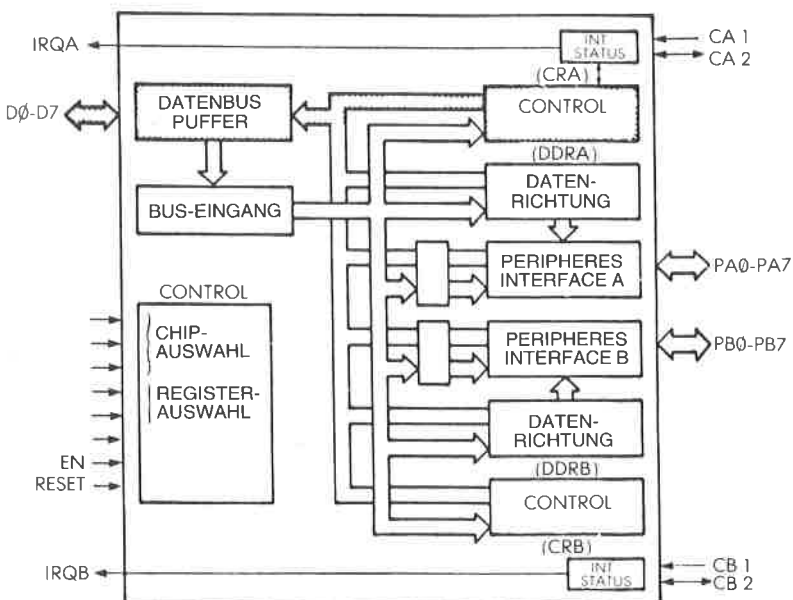 IRQA
INT
STATUS
CA 1
CA 2
(CRA)
DØ-D7
DATENBUS
PUFFER
CONTROL
(DDRA)
DATEN-
RICHTUNG
BUS-EINGANG
PERIPHERES
INTERFACE A
PAØ-PA7
CONTROL
CHIP-
AUSWAHL
REGISTER-
AUSWAHL
PERIPHERES
INTERFACE B
PBØ-PB7
DATEN-
RICHTUNG
EN
RESET
(DDRB)
CONTROL
(CRB)
IRQB
INT
STATUS
CB 1
CB 2